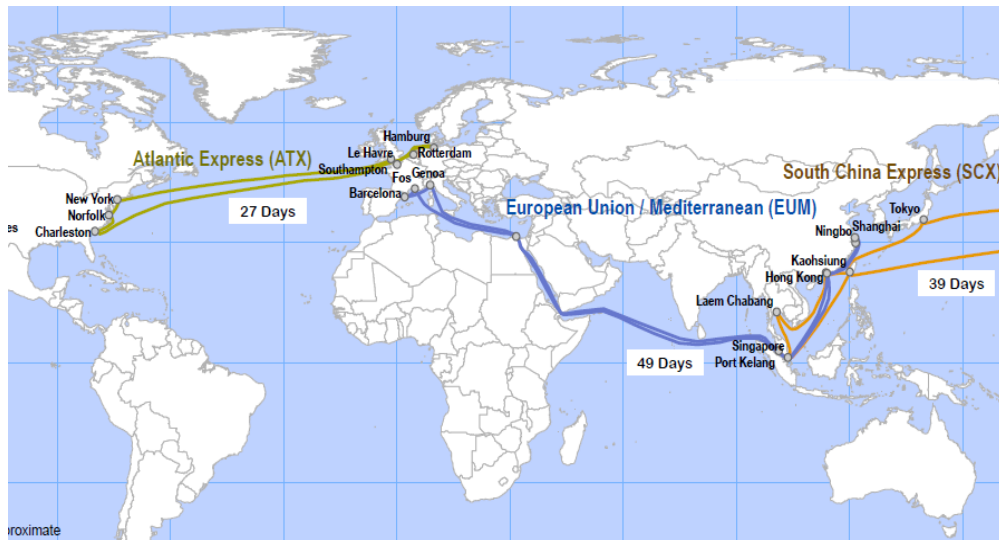 Hamburg
Le Havre
Rotterdam
Atlantic Express (ATX)
Southampton
Fos
Genoa
South China Express (SCX)
New York
Barcelona
27 Days
European Union / Mediterranean (EUM)
Tokyo
Norfolk
Ningbo
Shanghai
Charleston
es
Kaohsiung
Hong Kong
39 Days
Laem Chabang
Singapore
49 Days
Port Kelang
proximate